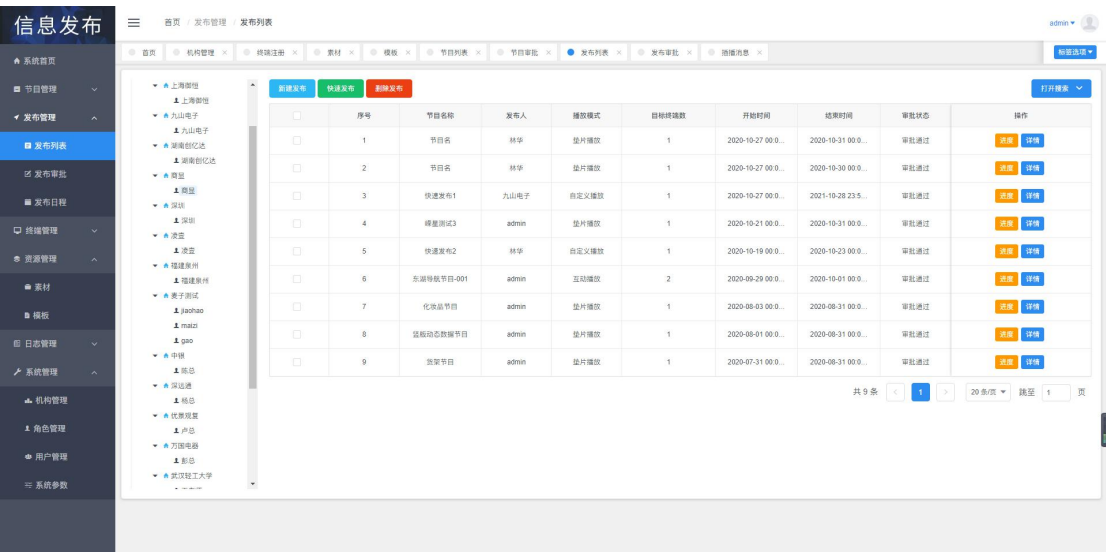 信息发布
首页 / 发布管理 / 发布列表
admin
首页 机构管理 × 终端注册 × 素材 × 模板 × 节目列表 × 节目审批 × 发布列表 × 发布审批 × 插播消息 ×
标签选项
系统首页
节目管理
发布管理
发布列表
发布审批
发布日程
终端管理
资源管理
素材
模板
日志管理
系统管理
机构管理
角色管理
用户管理
系统参数
上海御恒
上海御恒
九山电子
九山电子
湖南创亿达
湖南创亿达
商显
商显
深圳
深圳
凌壹
凌壹
福建泉州
福建泉州
麦子测试
jiaohao
maizi
gao
中银
陈总
深远通
杨总
优景观复
卢总
万国电器
彭总
武汉轻工大学
新建发布 快速发布 删除发布
打开搜索
序号 节目名称 发布人 播放模式 目标终端数 开始时间 结束时间 审批状态 操作
1 节目名 林华 垫片播放 1 2020-10-27 00:0... 2020-10-31 00:0... 审批通过 进度 详情
2 节目名 林华 垫片播放 1 2020-10-27 00:0... 2020-10-30 00:0... 审批通过 进度 详情
3 快速发布1 九山电子 自定义播放 1 2020-10-27 00:0... 2021-10-28 23:5... 审批通过 进度 详情
4 峰星测试3 admin 垫片播放 1 2020-10-21 00:0... 2020-10-31 00:0... 审批通过 进度 详情
5 快速发布2 林华 自定义播放 1 2020-10-19 00:0... 2020-10-23 00:0... 审批通过 进度 详情
6 东湖导航节目-001 admin 互动播放 2 2020-09-29 00:0... 2020-10-01 00:0... 审批通过 进度 详情
7 化妆品节目 admin 垫片播放 1 2020-08-03 00:0... 2020-08-31 00:0... 审批通过 进度 详情
8 竖板动态数据节目 admin 垫片播放 1 2020-08-01 00:0... 2020-08-31 00:0... 审批通过 进度 详情
9 货架节目 admin 垫片播放 1 2020-07-31 00:0... 2020-08-31 00:0... 审批通过 进度 详情
共 9 条 < 1 > 20 条/页 跳至 1 页